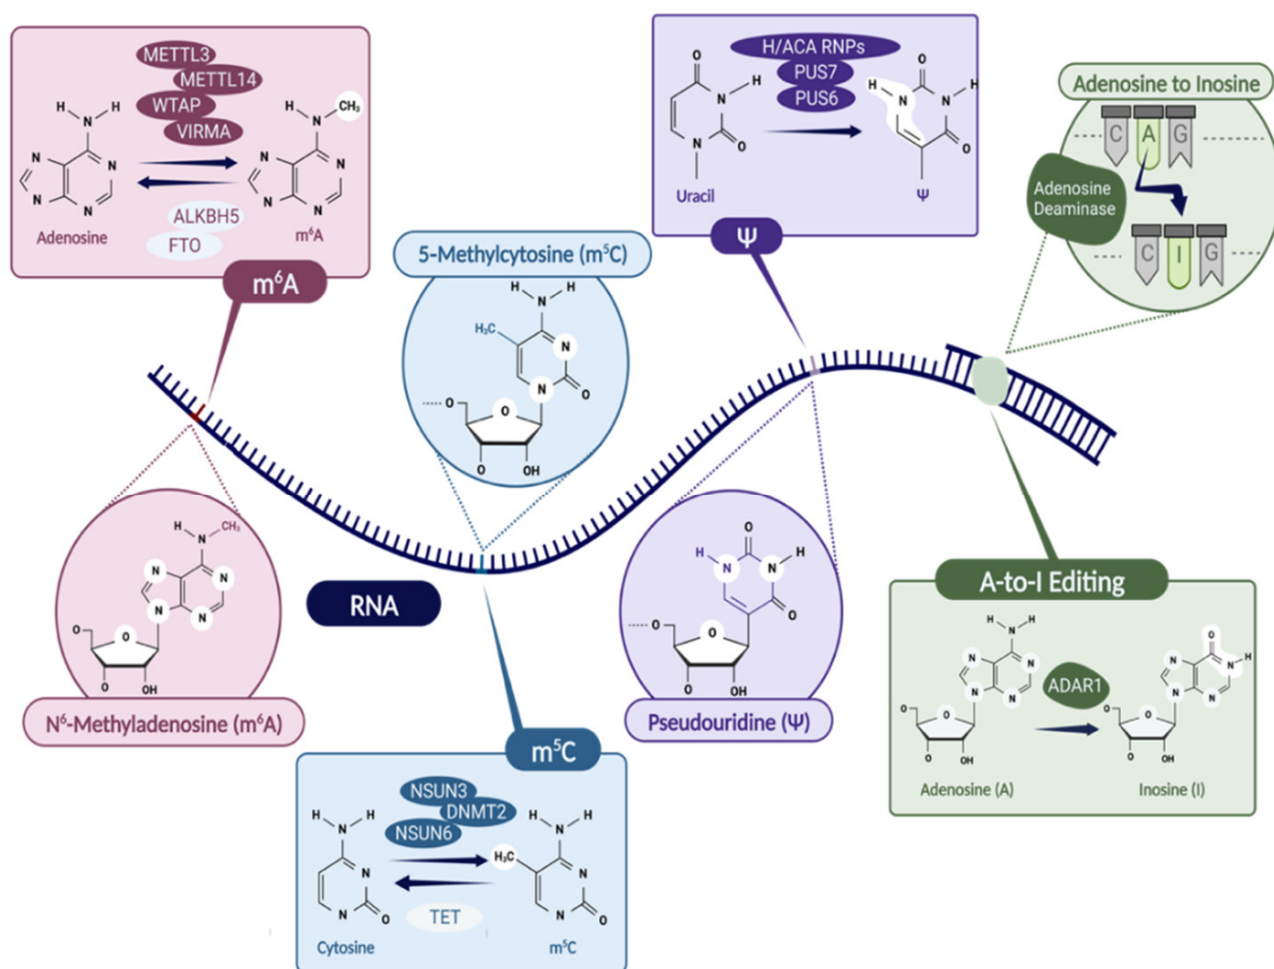 METTL3
METTL14
WTAP
VIRMA
H
H
N
N
N
N
N
Adenosine
ALKBH5
FTO
H
CH₃
N
N
N
N
N
m⁶A
m⁶A
H/ACA RNPs
PUS7
PUS6
O
N
H
N
O
Uracil
O
H
N
N
H
O
Ψ
Ψ
Adenosine to Inosine
C
A
G
Adenosine
Deaminase
C
I
G
5-Methylcytosine (m⁵C)
H
H
N
H₃C
N
N
O
O
O
O
OH
H
N
CH₃
N
N
N
N
O
O
O
OH
N⁶-Methyladenosine (m⁶A)
RNA
O
H
N
N
H
O
O
O
O
OH
Pseudouridine (Ψ)
m⁵C
NSUN3
DNMT2
NSUN6
H
H
N
N
N
O
Cytosine
TET
H
H
N
H₃C
N
N
O
m⁵C
A-to-I Editing
H
H
N
N
N
N
N
O
O
O
OH
Adenosine (A)
ADAR1
O
N
N
H
N
N
O
O
O
OH
Inosine (I)